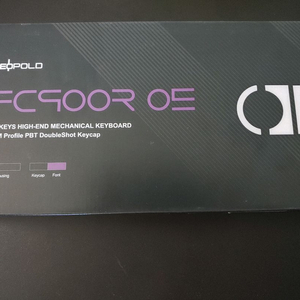 EOPOLD
FC900R OE
KEYS HIGH-END MECHANICAL KEYBOARD
Profile PBT DoubleShot Keycap
Keycap Font